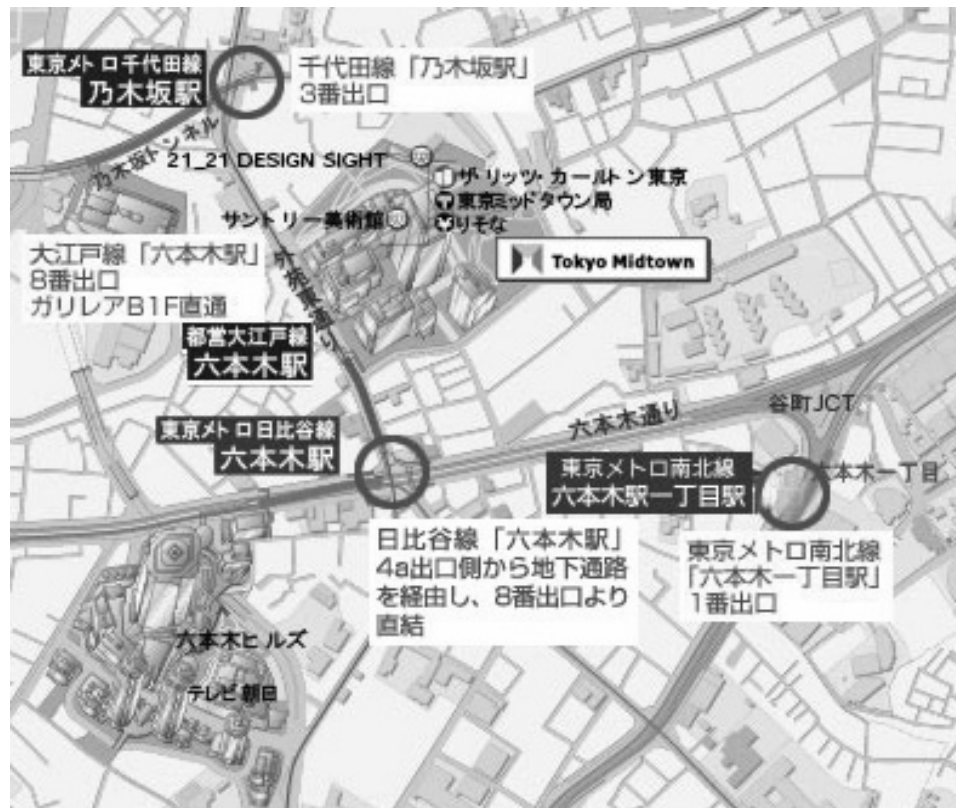 東京メトロ千代田線
乃木坂駅
千代田線「乃木坂駅」
3番出口
乃木坂トンネル
21_21 DESIGN SIGHT
ザ・リッツ・カールトン東京
東京ミッドタウン局
りそな
サントリー美術館
Tokyo Midtown
大江戸線「六本木駅」
8番出口
ガリレアB1F直通
外苑東通り
都営大江戸線
六本木駅
六本木通り
谷町JCT
東京メトロ日比谷線
六本木駅
東京メトロ南北線
六本木駅一丁目駅
六本木一丁目
日比谷線「六本木駅」
4a出口側から地下通路
を経由し、8番出口より
直結
東京メトロ南北線
「六本木一丁目駅」
1番出口
六本木ヒルズ
テレビ朝日